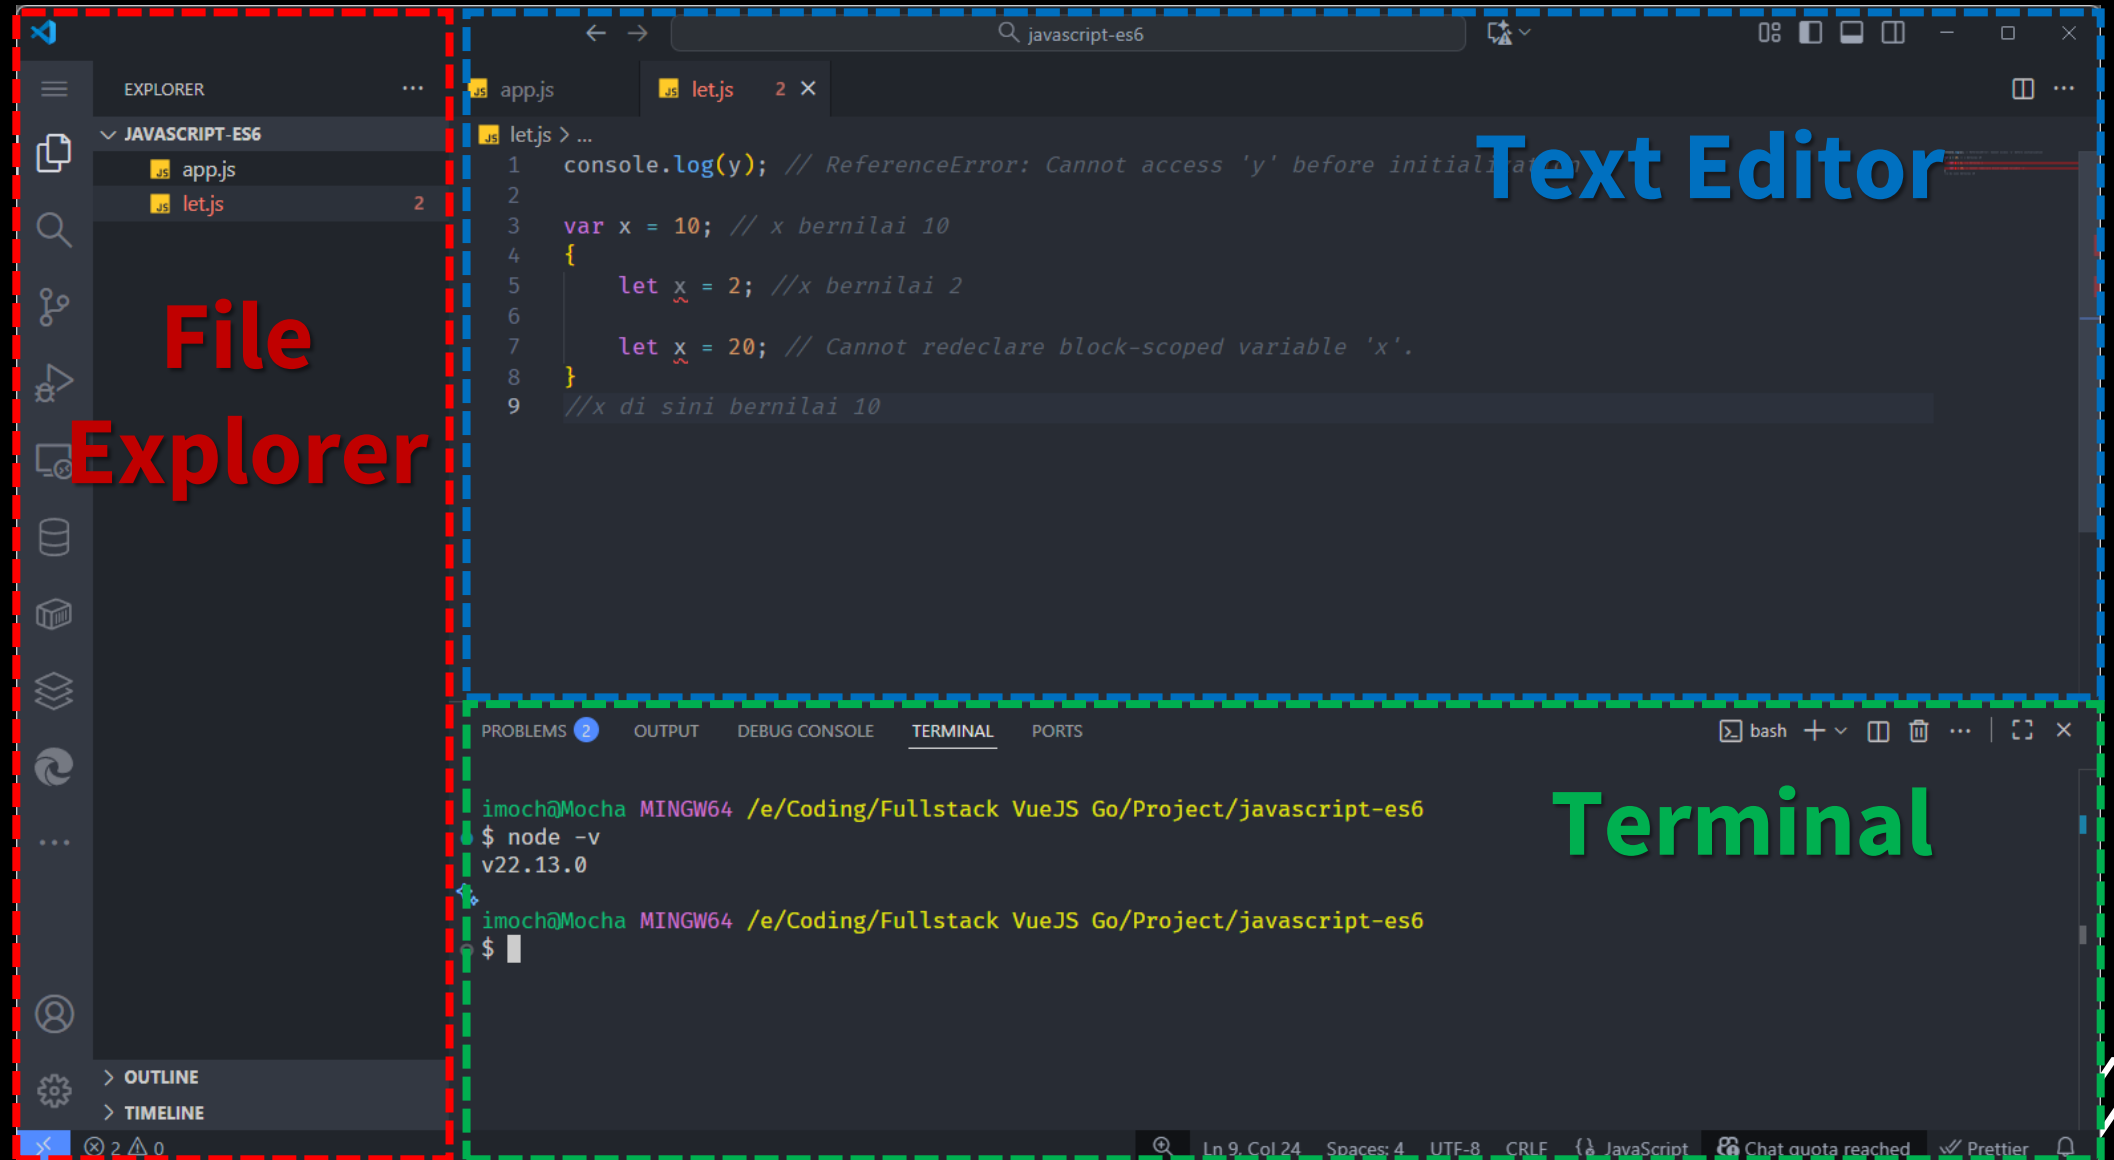 javascript-es6
EXPLORER
JAVASCRIPT-ES6
app.js
let.js 2
File
Explorer
OUTLINE
TIMELINE
2 0
app.js
let.js 2
let.js > ...
Text Editor
1 console.log(y); // ReferenceError: Cannot access 'y' before initialization
2
3 var x = 10; // x bernilai 10
4 {
5 let x = 2; //x bernilai 2
6
7 let x = 20; // Cannot redeclare block-scoped variable 'x'.
8 }
9 //x di sini bernilai 10
PROBLEMS 2 OUTPUT DEBUG CONSOLE TERMINAL PORTS
bash
Terminal
imoch@Mocha MINGW64 /e/Coding/Fullstack VueJS Go/Project/javascript-es6
$ node -v
v22.13.0
imoch@Mocha MINGW64 /e/Coding/Fullstack VueJS Go/Project/javascript-es6
$
Ln 9, Col 24 Spaces: 4 UTF-8 CRLF {} JavaScript Chat quota reached Prettier